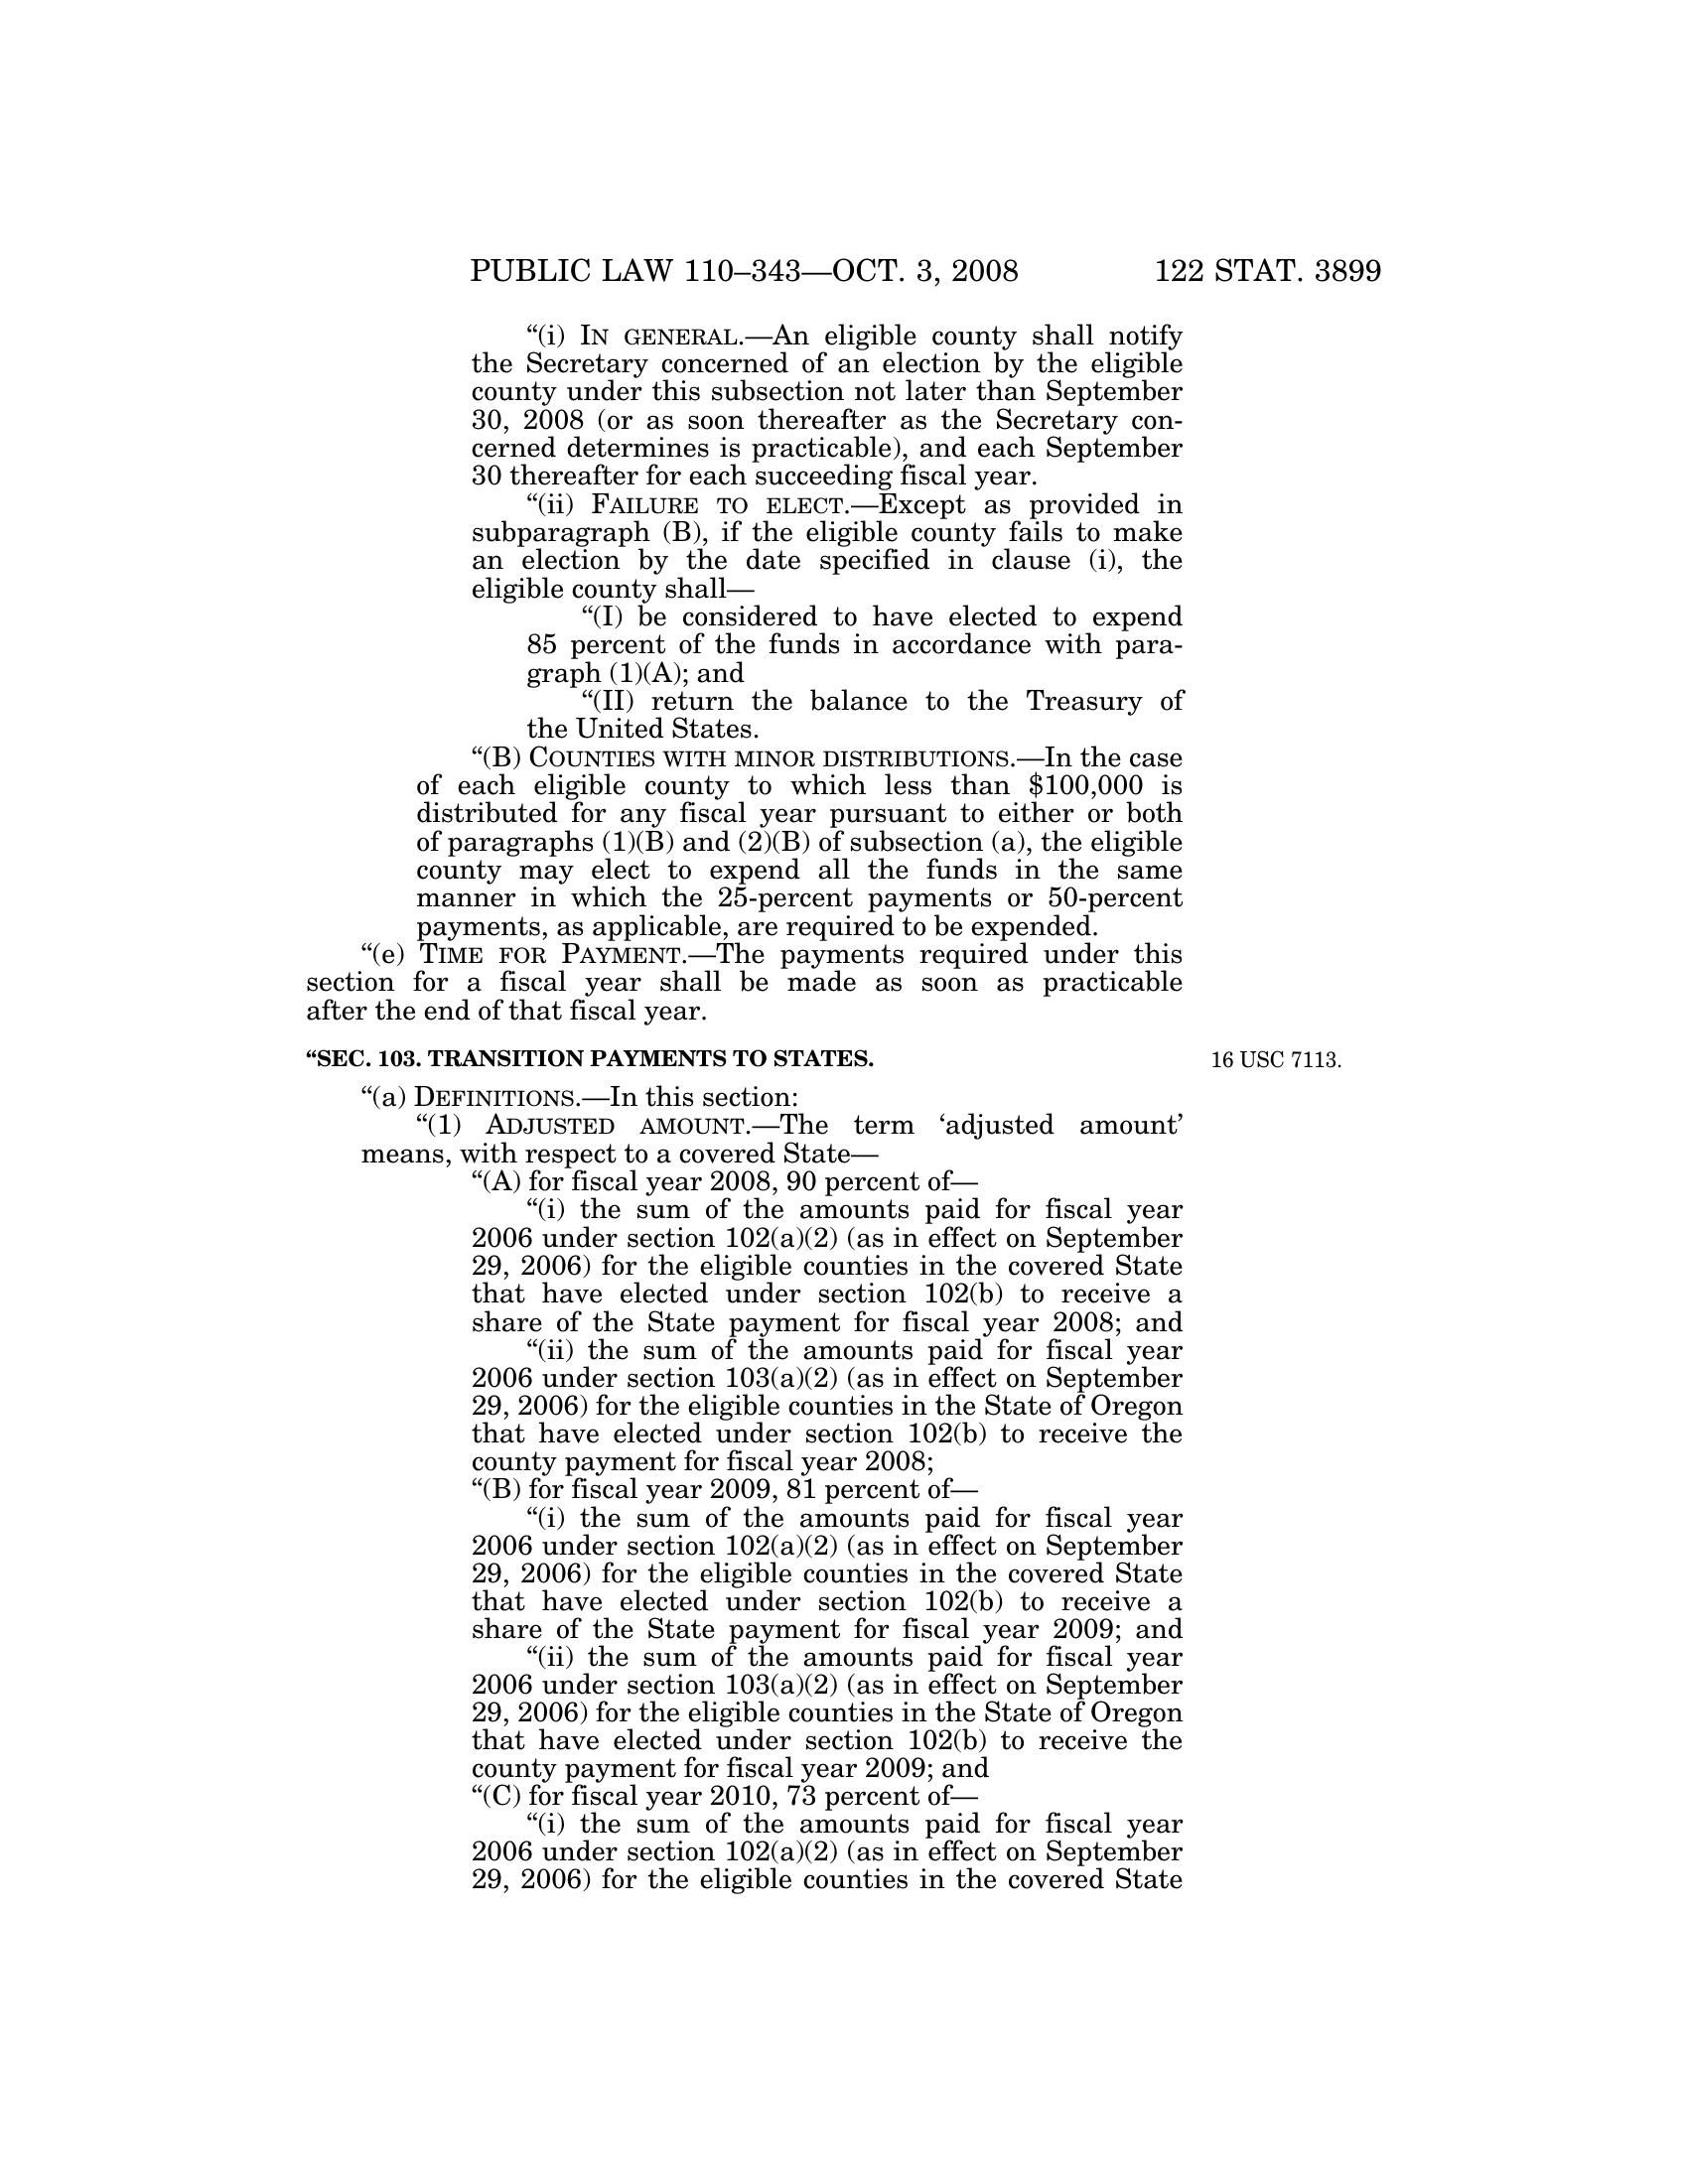 PUBLIC LAW 110–343—OCT. 3, 2008 122 STAT. 3899
“(i) IN GENERAL.—An eligible county shall notify
the Secretary concerned of an election by the eligible
county under this subsection not later than September
30, 2008 (or as soon thereafter as the Secretary con-
cerned determines is practicable), and each September
30 thereafter for each succeeding fiscal year.
“(ii) FAILURE TO ELECT.—Except as provided in
subparagraph (B), if the eligible county fails to make
an election by the date specified in clause (i), the
eligible county shall—
“(I) be considered to have elected to expend
85 percent of the funds in accordance with para-
graph (1)(A); and
“(II) return the balance to the Treasury of
the United States.
“(B) COUNTIES WITH MINOR DISTRIBUTIONS.—In the case
of each eligible county to which less than $100,000 is
distributed for any fiscal year pursuant to either or both
of paragraphs (1)(B) and (2)(B) of subsection (a), the eligible
county may elect to expend all the funds in the same
manner in which the 25-percent payments or 50-percent
payments, as applicable, are required to be expended.
“(e) TIME FOR PAYMENT.—The payments required under this
section for a fiscal year shall be made as soon as practicable
after the end of that fiscal year.
“SEC. 103. TRANSITION PAYMENTS TO STATES. 16 USC 7113.
“(a) DEFINITIONS.—In this section:
“(1) ADJUSTED AMOUNT.—The term ‘adjusted amount’
means, with respect to a covered State—
“(A) for fiscal year 2008, 90 percent of—
“(i) the sum of the amounts paid for fiscal year
2006 under section 102(a)(2) (as in effect on September
29, 2006) for the eligible counties in the covered State
that have elected under section 102(b) to receive a
share of the State payment for fiscal year 2008; and
“(ii) the sum of the amounts paid for fiscal year
2006 under section 103(a)(2) (as in effect on September
29, 2006) for the eligible counties in the State of Oregon
that have elected under section 102(b) to receive the
county payment for fiscal year 2008;
“(B) for fiscal year 2009, 81 percent of—
“(i) the sum of the amounts paid for fiscal year
2006 under section 102(a)(2) (as in effect on September
29, 2006) for the eligible counties in the covered State
that have elected under section 102(b) to receive a
share of the State payment for fiscal year 2009; and
“(ii) the sum of the amounts paid for fiscal year
2006 under section 103(a)(2) (as in effect on September
29, 2006) for the eligible counties in the State of Oregon
that have elected under section 102(b) to receive the
county payment for fiscal year 2009; and
“(C) for fiscal year 2010, 73 percent of—
“(i) the sum of the amounts paid for fiscal year
2006 under section 102(a)(2) (as in effect on September
29, 2006) for the eligible counties in the covered State